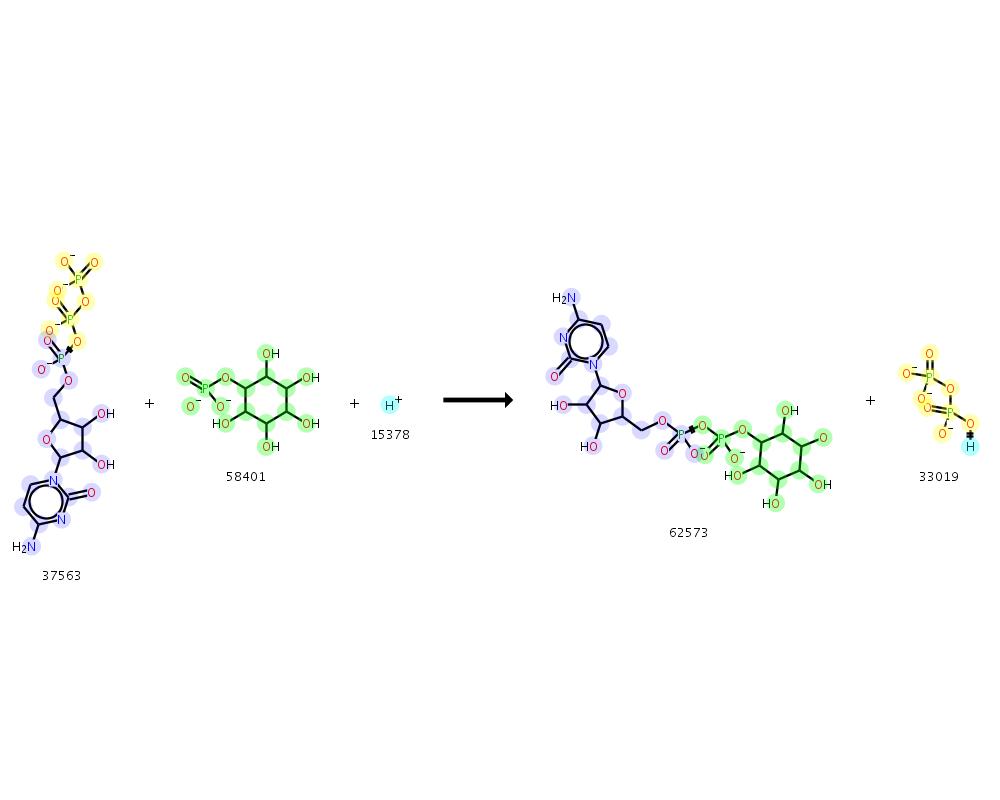 O⁻ O
P
O⁻ O O
P
O⁻ O
O P
O⁻ O
OH
O
OH
N O
N
H₂N
37563
+
O O OH
P OH
O⁻ O⁻
HO OH
OH
58401
+
H⁺
15378
H₂N
N
N
O
O
HO
HO
O
P
O O⁻
O
P O
O O⁻
OH
O
OH
HO
HO
62573
+
O
O⁻ P
O⁻ O
O P
O⁻ O
H
33019